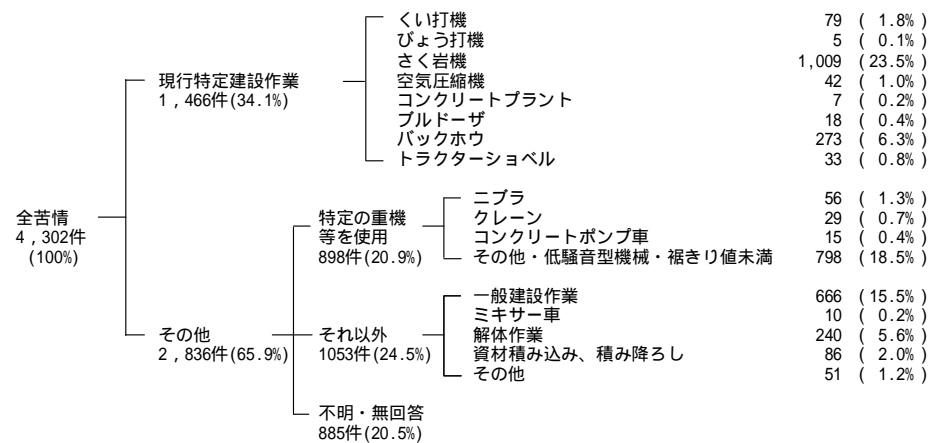 くい打機 79 ( 1.8% )
びょう打機 5 ( 0.1% )
さく岩機 1,009 (23.5% )
現行特定建設作業 空気圧縮機 42 ( 1.0% )
1,466件(34.1%) コンクリートプラント 7 ( 0.2% )
ブルドーザ 18 ( 0.4% )
バックホウ 273 ( 6.3% )
トラクターショベル 33 ( 0.8% )
ニブラ 56 ( 1.3% )
全苦情 特定の重機 クレーン 29 ( 0.7% )
4,302件 等を使用 コンクリートポンプ車 15 ( 0.4% )
(100%) 898件(20.9%) その他・低騒音型機械・裾きり値未満 798 (18.5% )
一般建設作業 666 (15.5% )
ミキサー車 10 ( 0.2% )
その他 それ以外 解体作業 240 ( 5.6% )
2,836件(65.9%) 1053件(24.5%) 資材積み込み、積み降ろし 86 ( 2.0% )
その他 51 ( 1.2% )
不明・無回答
885件(20.5%)